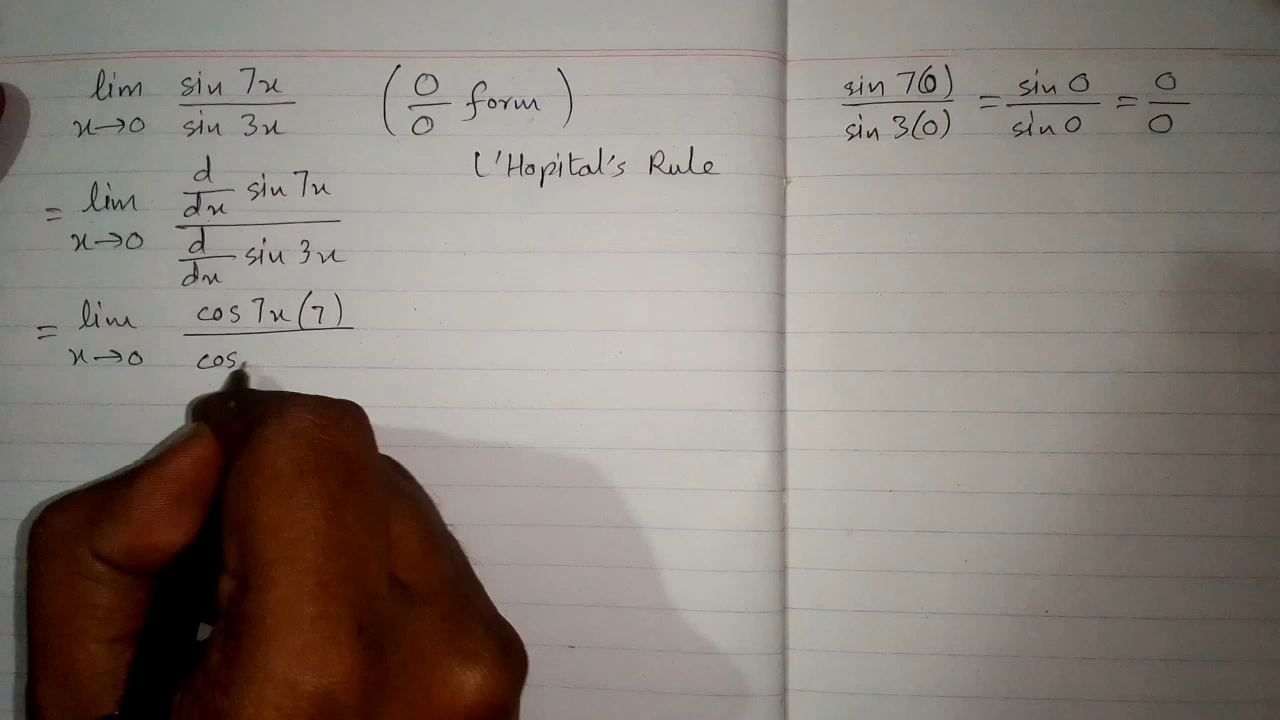 lim x→0 sin 7x / sin 3x (0/0 form)
sin 7(0) / sin 3(0) = sin 0 / sin 0 = 0/0
L'Hopital's Rule
= lim x→0 d/dx sin 7x / d/dx sin 3x
= lim x→0 cos 7x (7) / cos